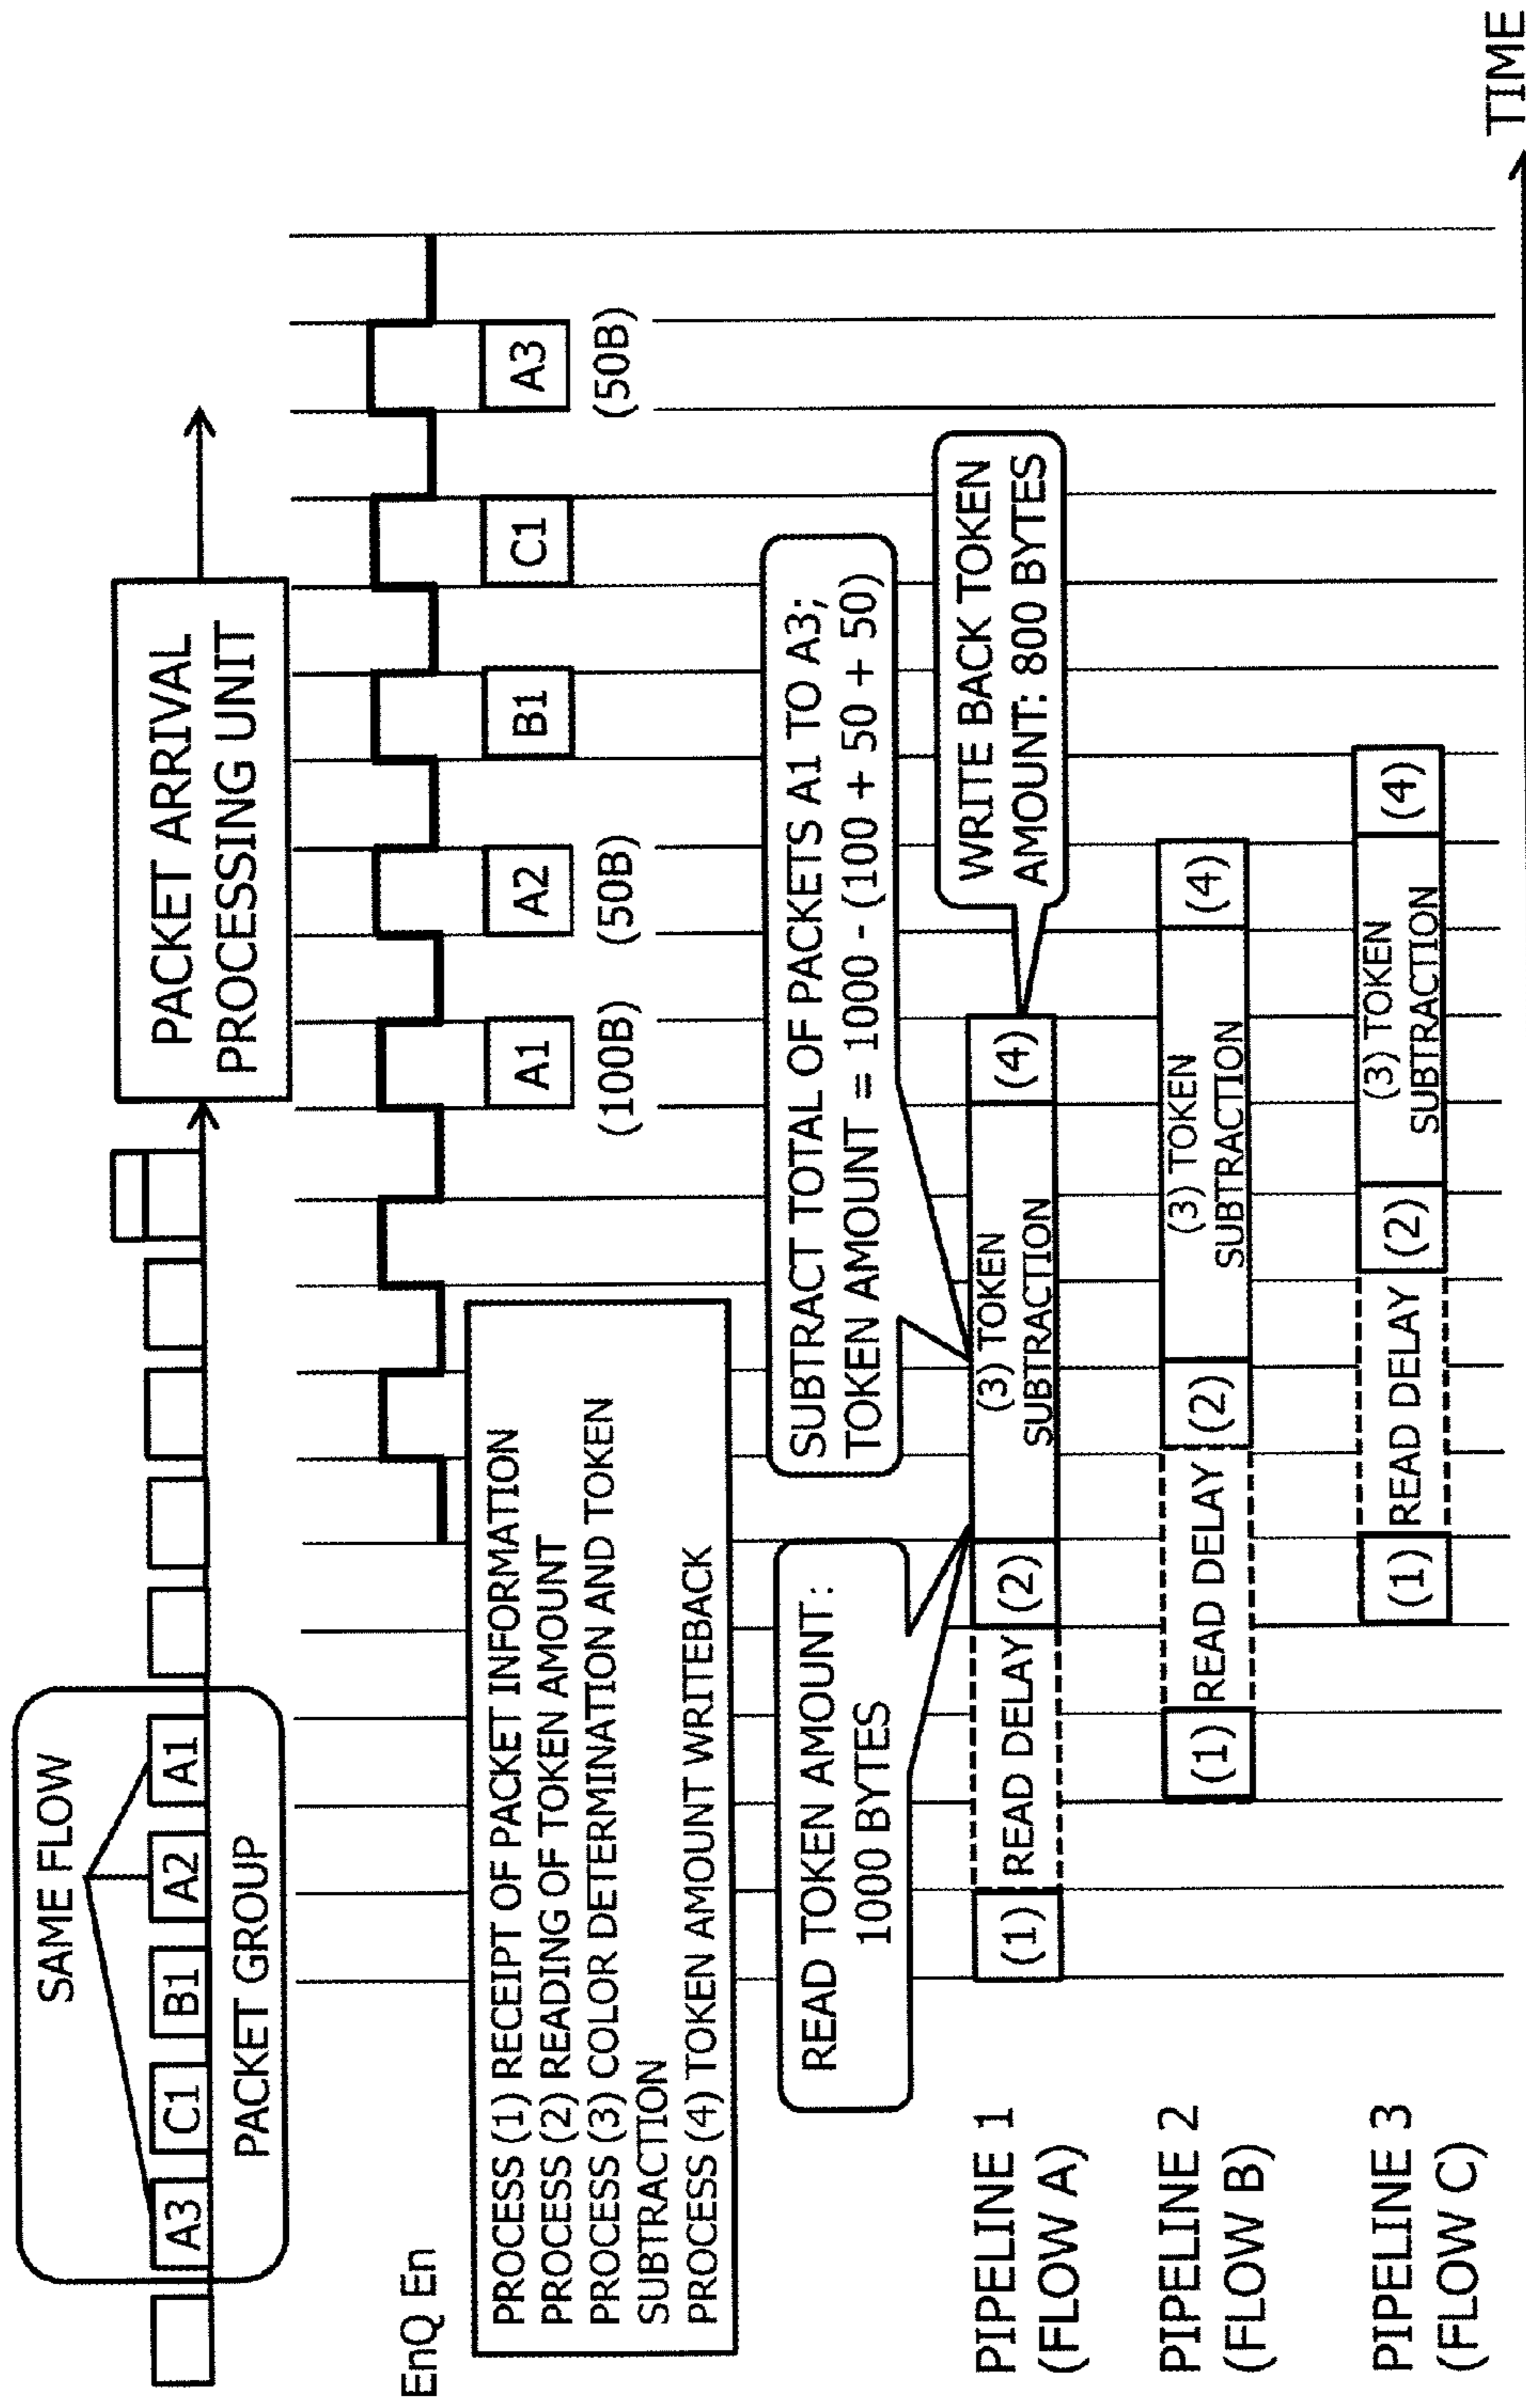 SAME FLOW
A3
C1
B1
A2
A1
PACKET GROUP
PACKET ARRIVAL
PROCESSING UNIT
EnQ En
A1
A2
B1
C1
A3
(100B)
(50B)
(50B)
PROCESS (1) RECEIPT OF PACKET INFORMATION
PROCESS (2) READING OF TOKEN AMOUNT
PROCESS (3) COLOR DETERMINATION AND TOKEN
SUBTRACTION
PROCESS (4) TOKEN AMOUNT WRITEBACK
READ TOKEN AMOUNT:
1000 BYTES
SUBTRACT TOTAL OF PACKETS A1 TO A3;
TOKEN AMOUNT = 1000 - (100 + 50 + 50)
WRITE BACK TOKEN
AMOUNT: 800 BYTES
PIPELINE 1
(FLOW A)
(1)
READ DELAY
(2)
(3) TOKEN
SUBTRACTION
(4)
PIPELINE 2
(FLOW B)
(1)
READ DELAY
(2)
(3) TOKEN
SUBTRACTION
(4)
PIPELINE 3
(FLOW C)
(1)
READ DELAY
(2)
(3) TOKEN
SUBTRACTION
(4)
TIME